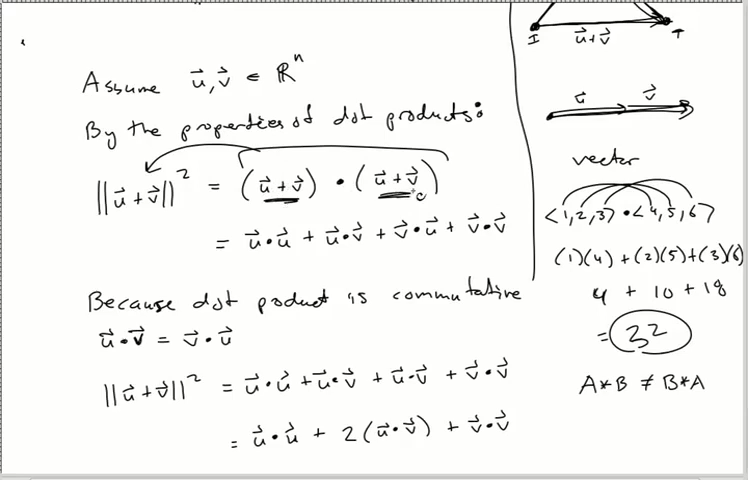 Assume u⃗, v⃗ ∈ ℝⁿ
By the properties of dot products:
||u⃗+v⃗||² = (u⃗+v⃗) • (u⃗+v⃗)
= u⃗•u⃗ + u⃗•v⃗ + v⃗•u⃗ + v⃗•v⃗
Because dot product is commutative
u⃗•v⃗ = v⃗•u⃗
||u⃗+v⃗||² = u⃗•u⃗ + u⃗•v⃗ + u⃗•v⃗ + v⃗•v⃗
= u⃗•u⃗ + 2(u⃗•v⃗) + v⃗•v⃗
I u⃗+v⃗ T
u⃗ v⃗
vector
<1,2,3> • <4,5,6>
(1)(4) + (2)(5) + (3)(6)
4 + 10 + 18
= 32
A*B ≠ B*A